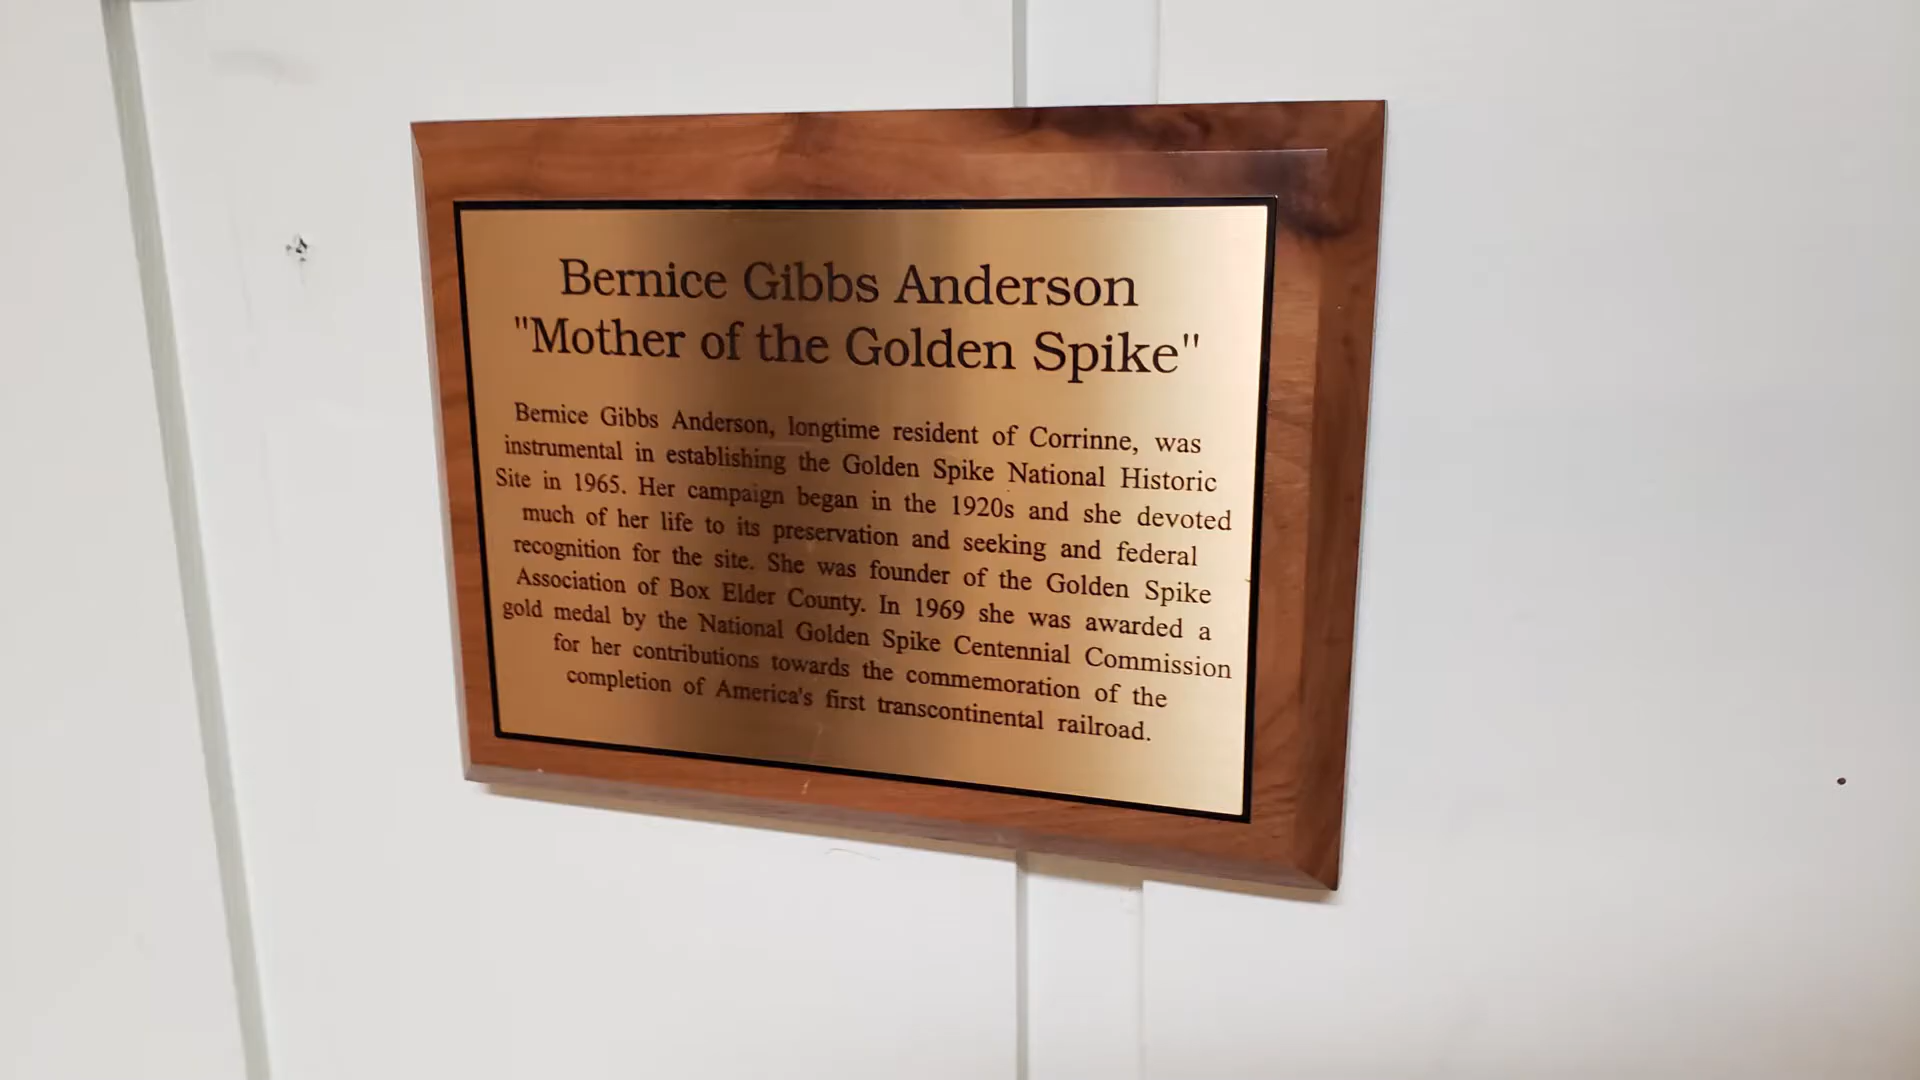 Bernice Gibbs Anderson
"Mother of the Golden Spike"
Bernice Gibbs Anderson, longtime resident of Corrinne, was
instrumental in establishing the Golden Spike National Historic
Site in 1965. Her campaign began in the 1920s and she devoted
much of her life to its preservation and seeking and federal
recognition for the site. She was founder of the Golden Spike
Association of Box Elder County. In 1969 she was awarded a
gold medal by the National Golden Spike Centennial Commission
for her contributions towards the commemoration of the
completion of America's first transcontinental railroad.